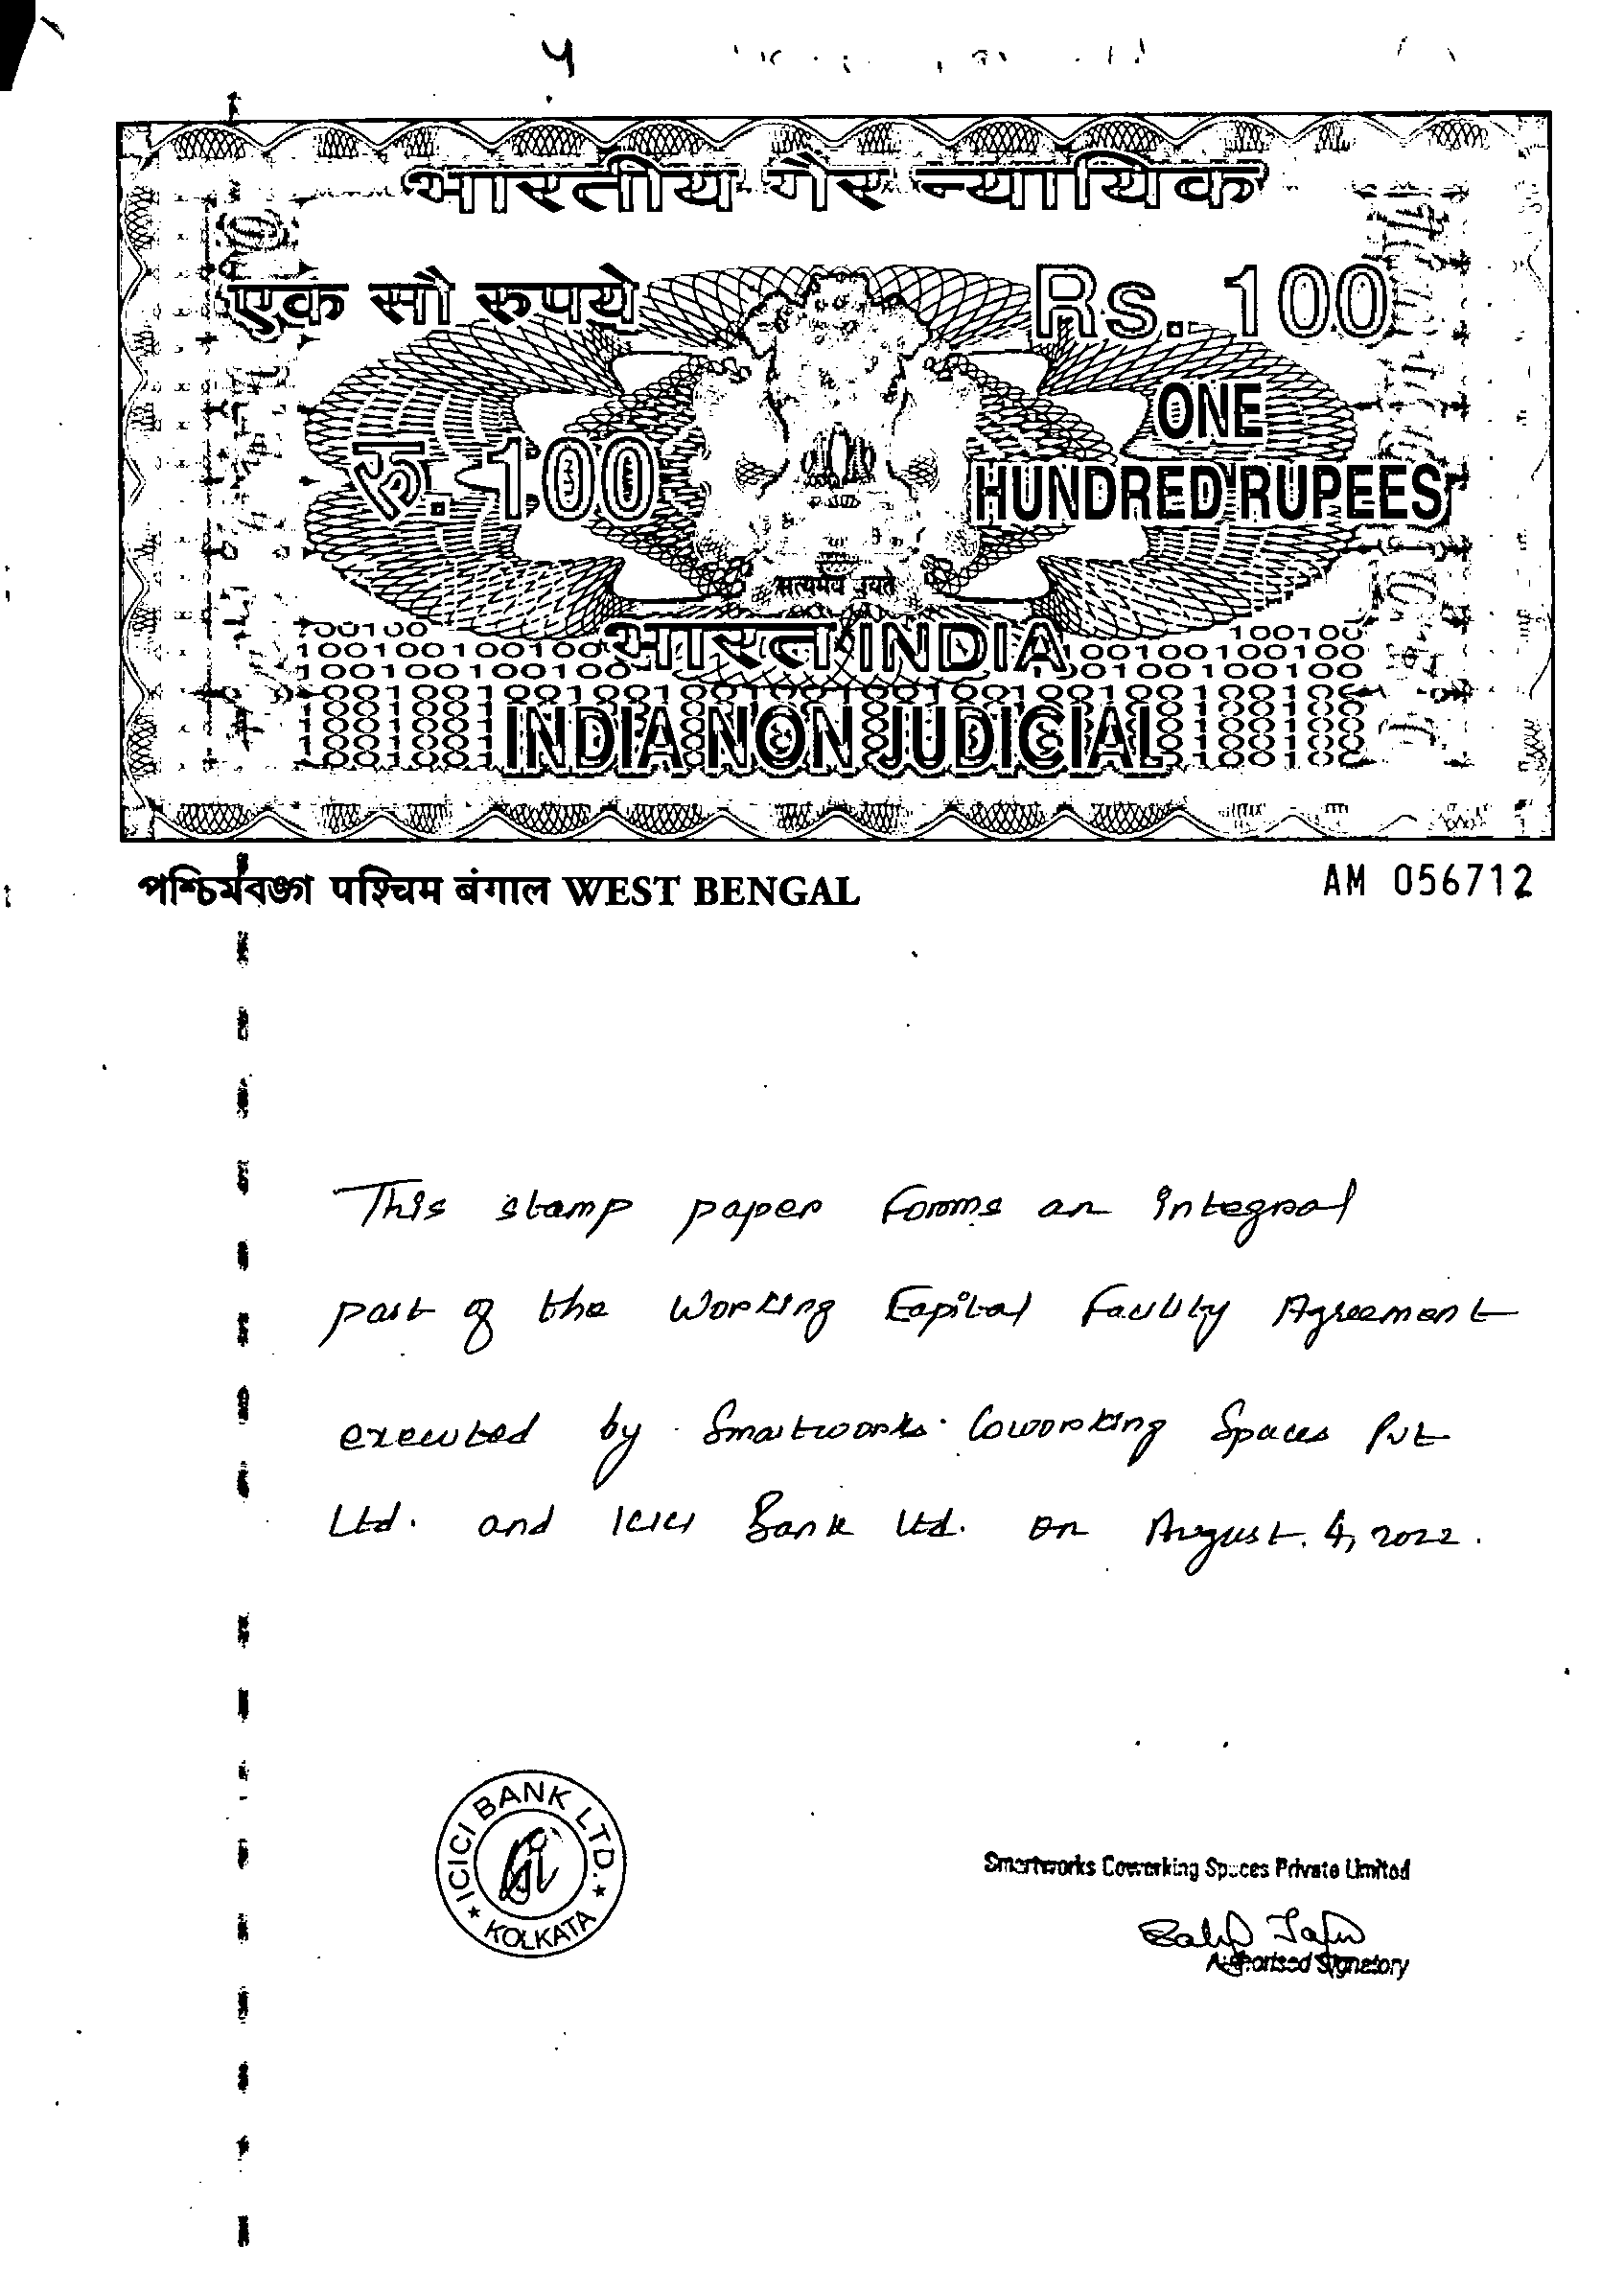 भारतीय गैर न्यायिक
एक सौ रुपये
Rs. 100
रु. 100
ONE
HUNDRED RUPEES
सत्यमेव जयते
भारत INDIA
INDIA NON JUDICIAL
পশ্চিমবঙ্গ पश्चिम बंगाल WEST BENGAL
AM 056712
This stamp paper forms an integral
part of the Working Capital Facility Agreement
executed by Smartworks Coworking Spaces Pvt
Ltd. and ICICI Bank Ltd. on August 4, 2022.
ICICI BANK LTD.
KOLKATA
Smartworks Coworking Spaces Private Limited
Authorised Signatory